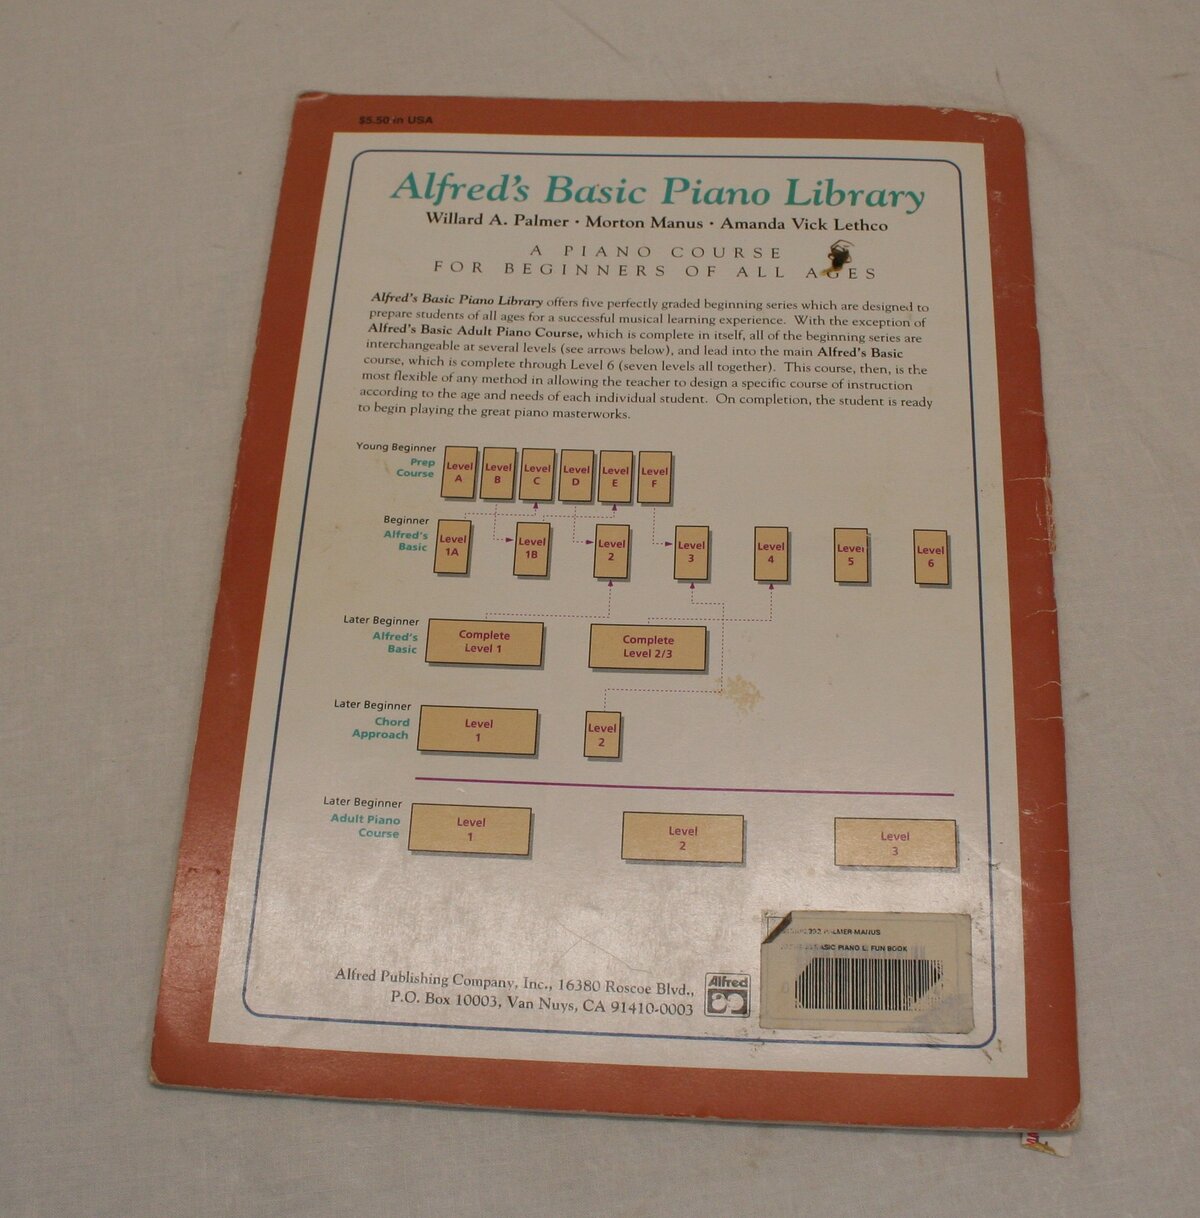 $5.50 in USA
Alfred's Basic Piano Library
Willard A. Palmer · Morton Manus · Amanda Vick Lethco
A PIANO COURSE
FOR BEGINNERS OF ALL AGES
Alfred's Basic Piano Library offers five perfectly graded beginning series which are designed to
prepare students of all ages for a successful musical learning experience. With the exception of
Alfred's Basic Adult Piano Course, which is complete in itself, all of the beginning series are
interchangeable at several levels (see arrows below), and lead into the main Alfred's Basic
course, which is complete through Level 6 (seven levels all together). This course, then, is the
most flexible of any method in allowing the teacher to design a specific course of instruction
according to the age and needs of each individual student. On completion, the student is ready
to begin playing the great piano masterworks.
Young Beginner
Prep
Course
Level
A
Level
B
Level
C
Level
D
Level
E
Level
F
Beginner
Alfred's
Basic
Level
1A
Level
1B
Level
2
Level
3
Level
4
Level
5
Level
6
Later Beginner
Alfred's
Basic
Complete
Level 1
Complete
Level 2/3
Later Beginner
Chord
Approach
Level
1
Level
2
Later Beginner
Adult Piano
Course
Level
1
Level
2
Level
3
PALMER-MANUS
BASIC PIANO L. FUN BOOK
Alfred Publishing Company, Inc., 16380 Roscoe Blvd.,
P.O. Box 10003, Van Nuys, CA 91410-0003
Alfred